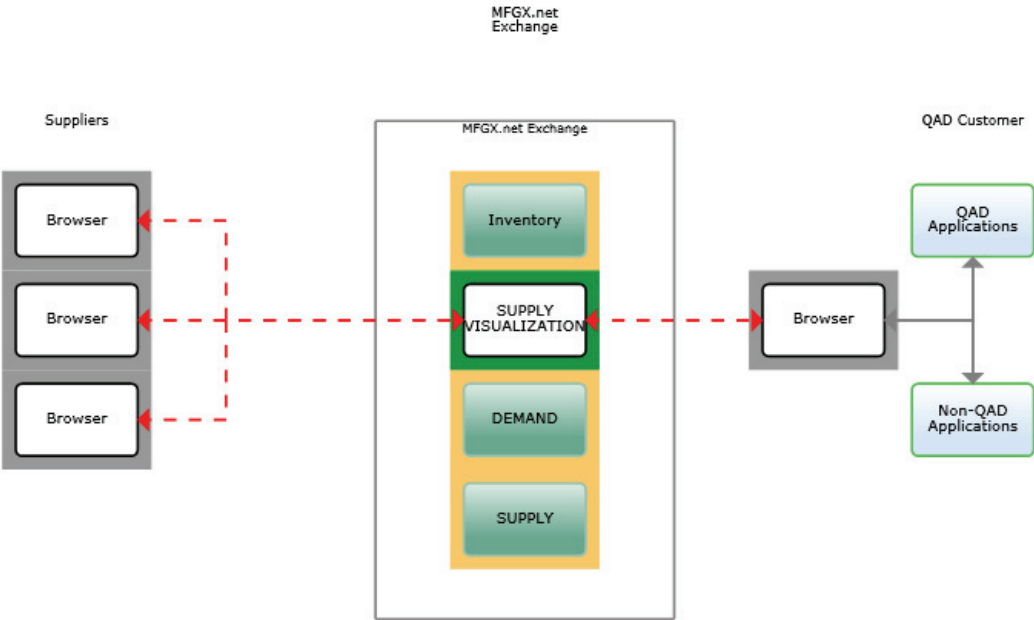 MFGX.net
Exchange
Suppliers
MFGX.net Exchange
QAD Customer
Browser
Inventory
QAD
Applications
Browser
SUPPLY
VISUALIZATION
Browser
Browser
DEMAND
Non-QAD
Applications
SUPPLY